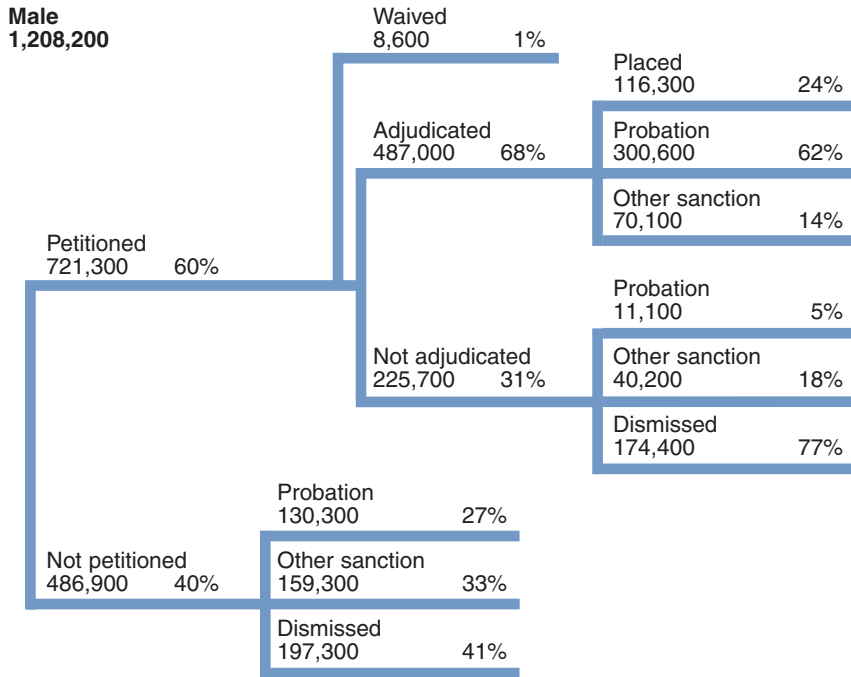 Male
1,208,200
Waived
8,600 1%
Placed
116,300 24%
Adjudicated
487,000 68%
Probation
300,600 62%
Other sanction
70,100 14%
Petitioned
721,300 60%
Probation
11,100 5%
Not adjudicated
225,700 31%
Other sanction
40,200 18%
Dismissed
174,400 77%
Probation
130,300 27%
Not petitioned
486,900 40%
Other sanction
159,300 33%
Dismissed
197,300 41%